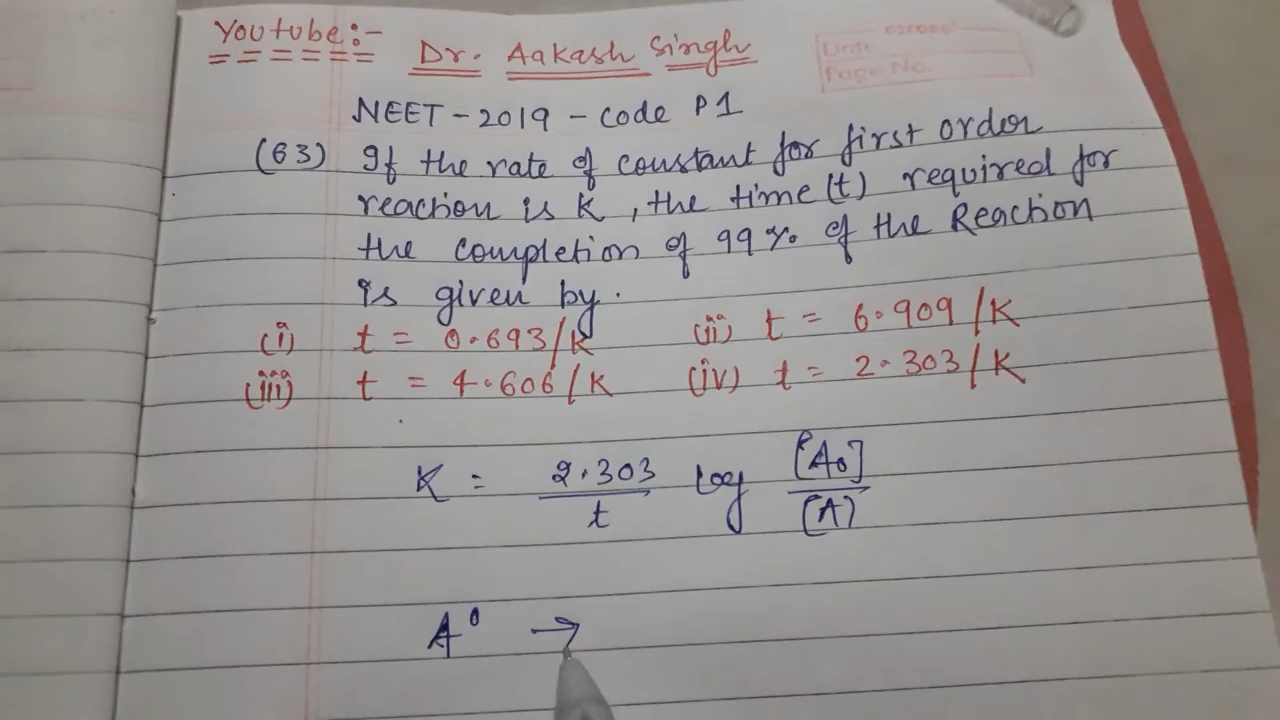 Youtube:-
Dr. Aakash Singh
Date
Page No.
NEET - 2019 - code P1
(63) If the rate of constant for first order
reaction is K, the time (t) required for
the completion of 99% of the Reaction
is given by.
(i) t = 0.693/K (ii) t = 6.909/K
(iii) t = 4.606/K (iv) t = 2.303/K
K = 2.303/t log [A₀]/[A]
A⁰ →